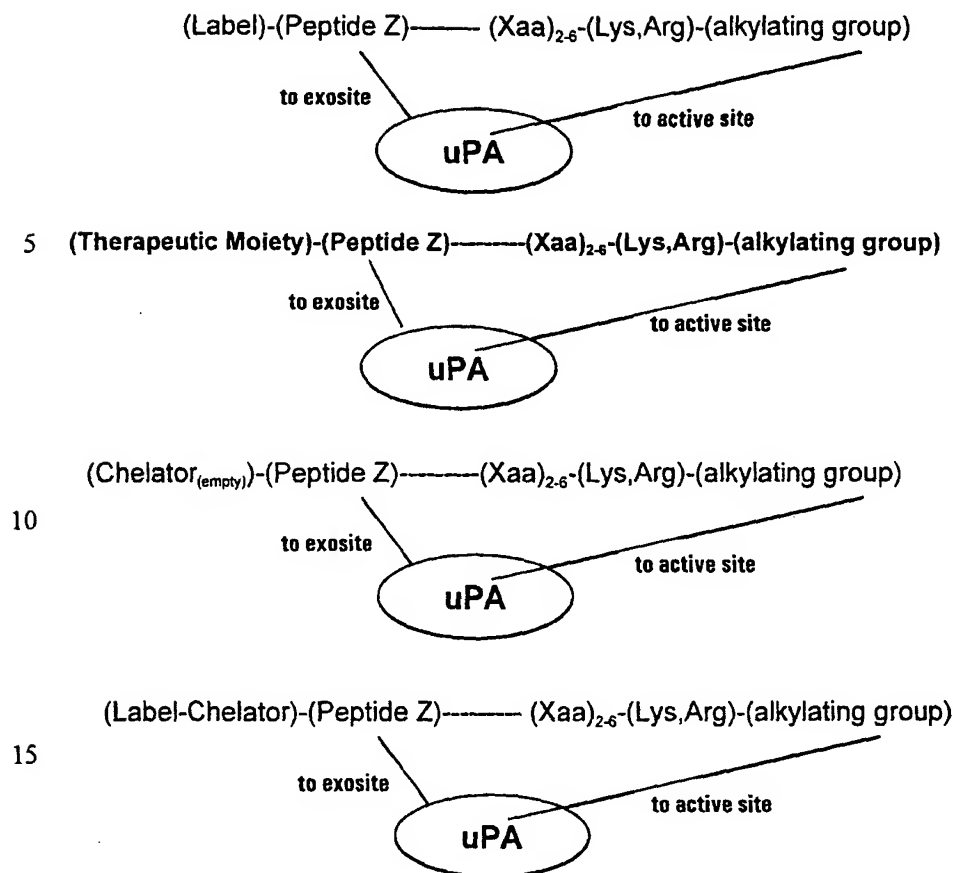 (Label)-(Peptide Z)—— (Xaa)2-6-(Lys,Arg)-(alkylating group)
to exosite
to active site
uPA
5 (Therapeutic Moiety)-(Peptide Z)-------(Xaa)2-6-(Lys,Arg)-(alkylating group)
to exosite
to active site
uPA
(Chelator(empty))-(Peptide Z)-------(Xaa)2-6-(Lys,Arg)-(alkylating group)
10
to exosite
to active site
uPA
(Label-Chelator)-(Peptide Z)------- (Xaa)2-6-(Lys,Arg)-(alkylating group)
15
to exosite
to active site
uPA